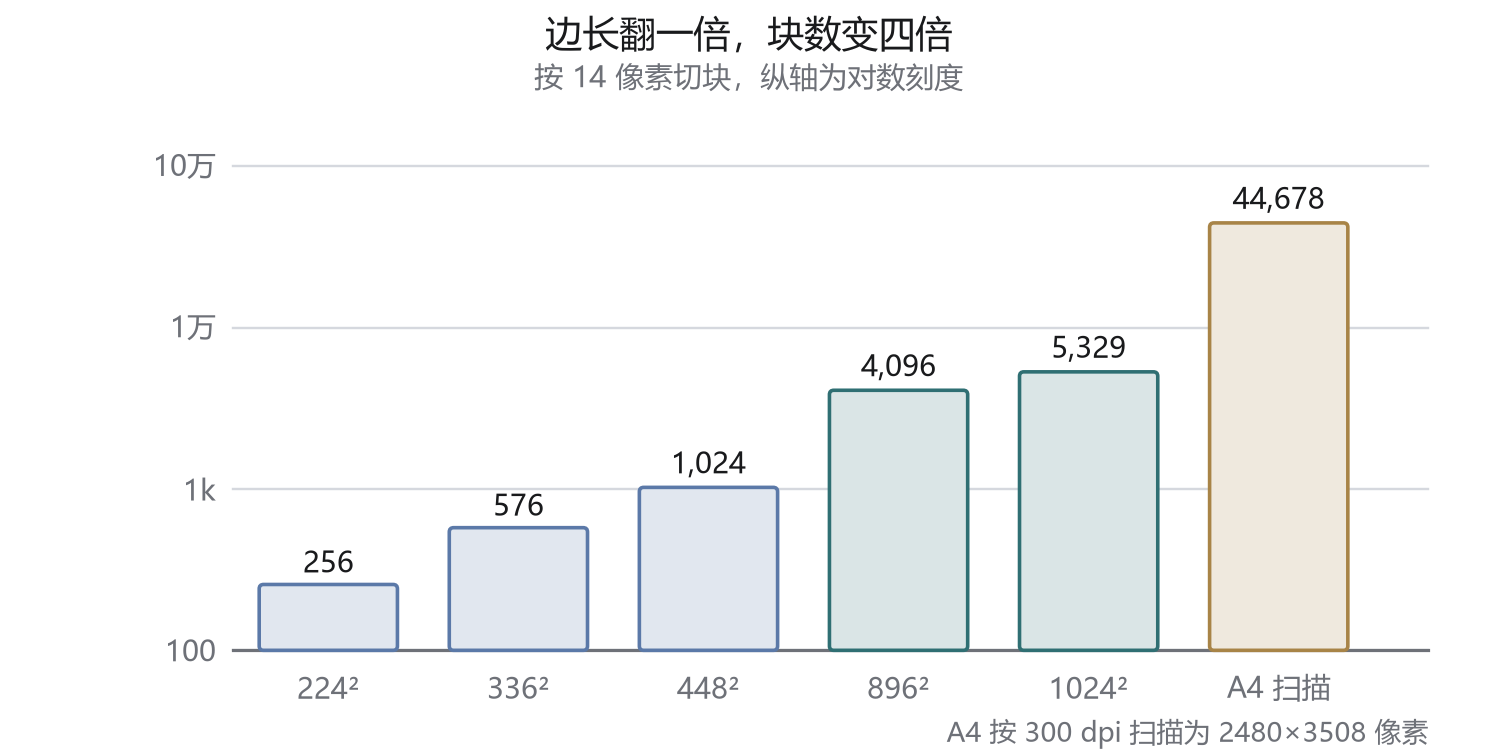 边长翻一倍，块数变四倍
按 14 像素切块，纵轴为对数刻度
10万
44,678
1万
5,329
4,096
1,024
1k
576
256
100
224²
336²
448²
896²
1024²
A4 扫描
A4 按 300 dpi 扫描为 2480×3508 像素